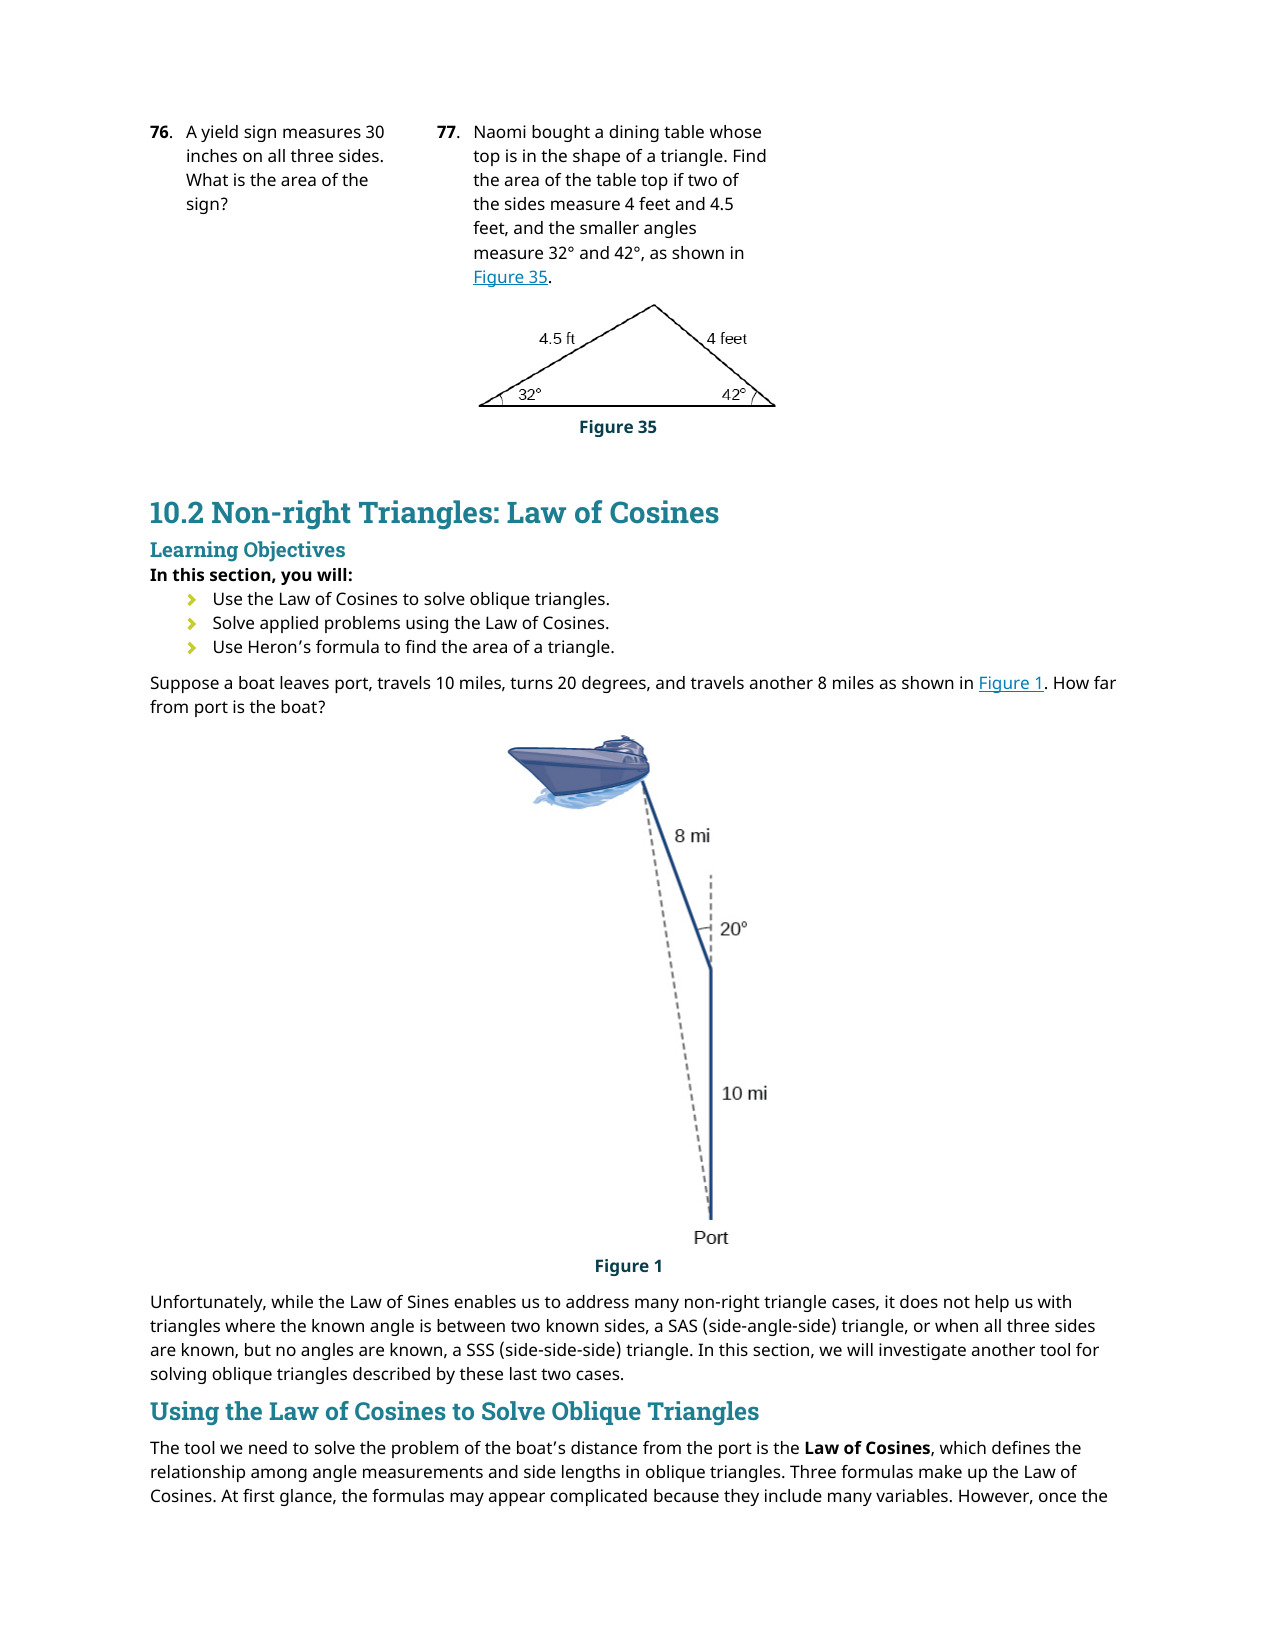 76. A yield sign measures 30
inches on all three sides.
What is the area of the
sign?
77. Naomi bought a dining table whose
top is in the shape of a triangle. Find
the area of the table top if two of
the sides measure 4 feet and 4.5
feet, and the smaller angles
measure 32° and 42°, as shown in
Figure 35.
4.5 ft
4 feet
32°
42°
Figure 35
10.2 Non-right Triangles: Law of Cosines
Learning Objectives
In this section, you will:
Use the Law of Cosines to solve oblique triangles.
Solve applied problems using the Law of Cosines.
Use Heron’s formula to find the area of a triangle.
Suppose a boat leaves port, travels 10 miles, turns 20 degrees, and travels another 8 miles as shown in Figure 1. How far
from port is the boat?
8 mi
20°
10 mi
Port
Figure 1
Unfortunately, while the Law of Sines enables us to address many non-right triangle cases, it does not help us with
triangles where the known angle is between two known sides, a SAS (side-angle-side) triangle, or when all three sides
are known, but no angles are known, a SSS (side-side-side) triangle. In this section, we will investigate another tool for
solving oblique triangles described by these last two cases.
Using the Law of Cosines to Solve Oblique Triangles
The tool we need to solve the problem of the boat’s distance from the port is the Law of Cosines, which defines the
relationship among angle measurements and side lengths in oblique triangles. Three formulas make up the Law of
Cosines. At first glance, the formulas may appear complicated because they include many variables. However, once the